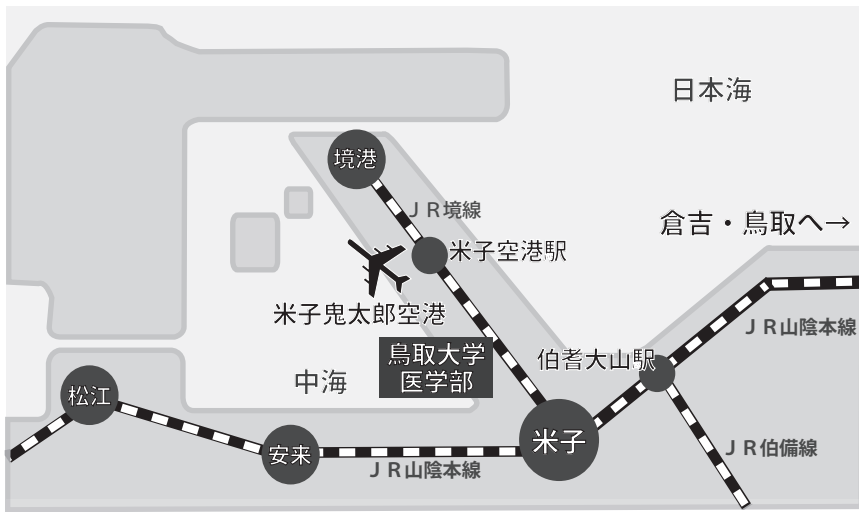 日本海
境港
ＪＲ境線
倉吉・鳥取へ→
米子空港駅
米子鬼太郎空港
ＪＲ山陰本線
鳥取大学
医学部
伯耆大山駅
中海
松江
米子
安来
ＪＲ伯備線
ＪＲ山陰本線